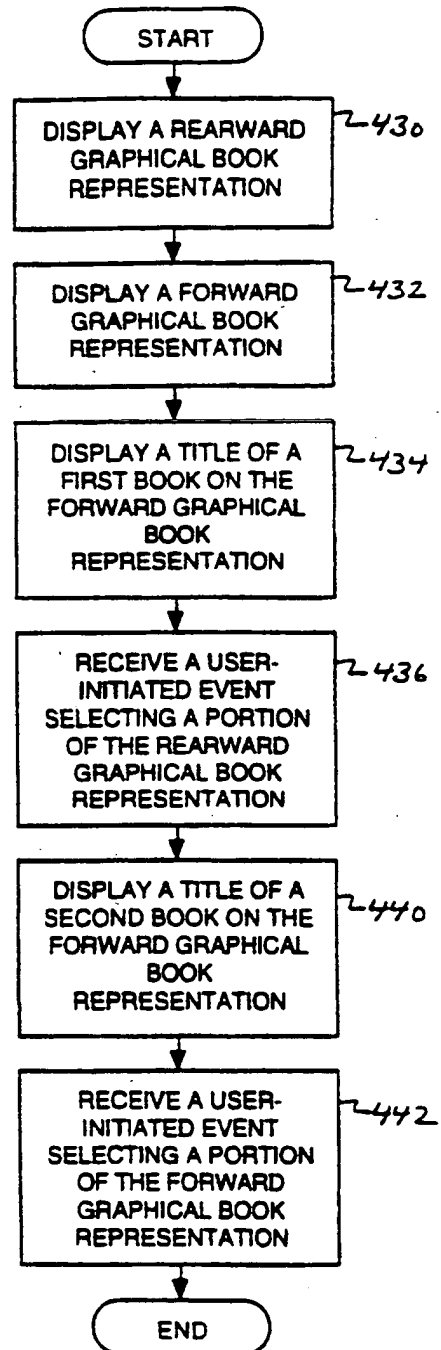 START
DISPLAY A REARWARD
GRAPHICAL BOOK
REPRESENTATION
430
DISPLAY A FORWARD
GRAPHICAL BOOK
REPRESENTATION
432
DISPLAY A TITLE OF A
FIRST BOOK ON THE
FORWARD GRAPHICAL
BOOK
REPRESENTATION
434
RECEIVE A USER-
INITIATED EVENT
SELECTING A PORTION
OF THE REARWARD
GRAPHICAL BOOK
REPRESENTATION
436
DISPLAY A TITLE OF A
SECOND BOOK ON THE
FORWARD GRAPHICAL
BOOK
REPRESENTATION
440
RECEIVE A USER-
INITIATED EVENT
SELECTING A PORTION
OF THE FORWARD
GRAPHICAL BOOK
REPRESENTATION
442
END